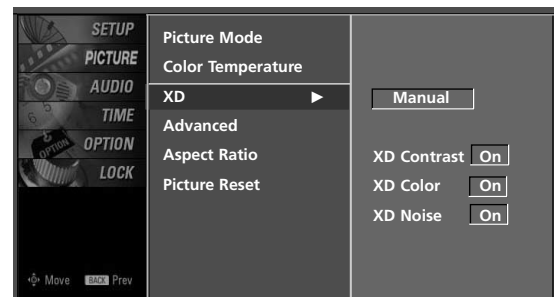 SETUP
PICTURE
AUDIO
TIME
OPTION
LOCK
Move BACK Prev
Picture Mode
Color Temperature
XD ►
Advanced
Aspect Ratio
Picture Reset
Manual
XD Contrast On
XD Color On
XD Noise On